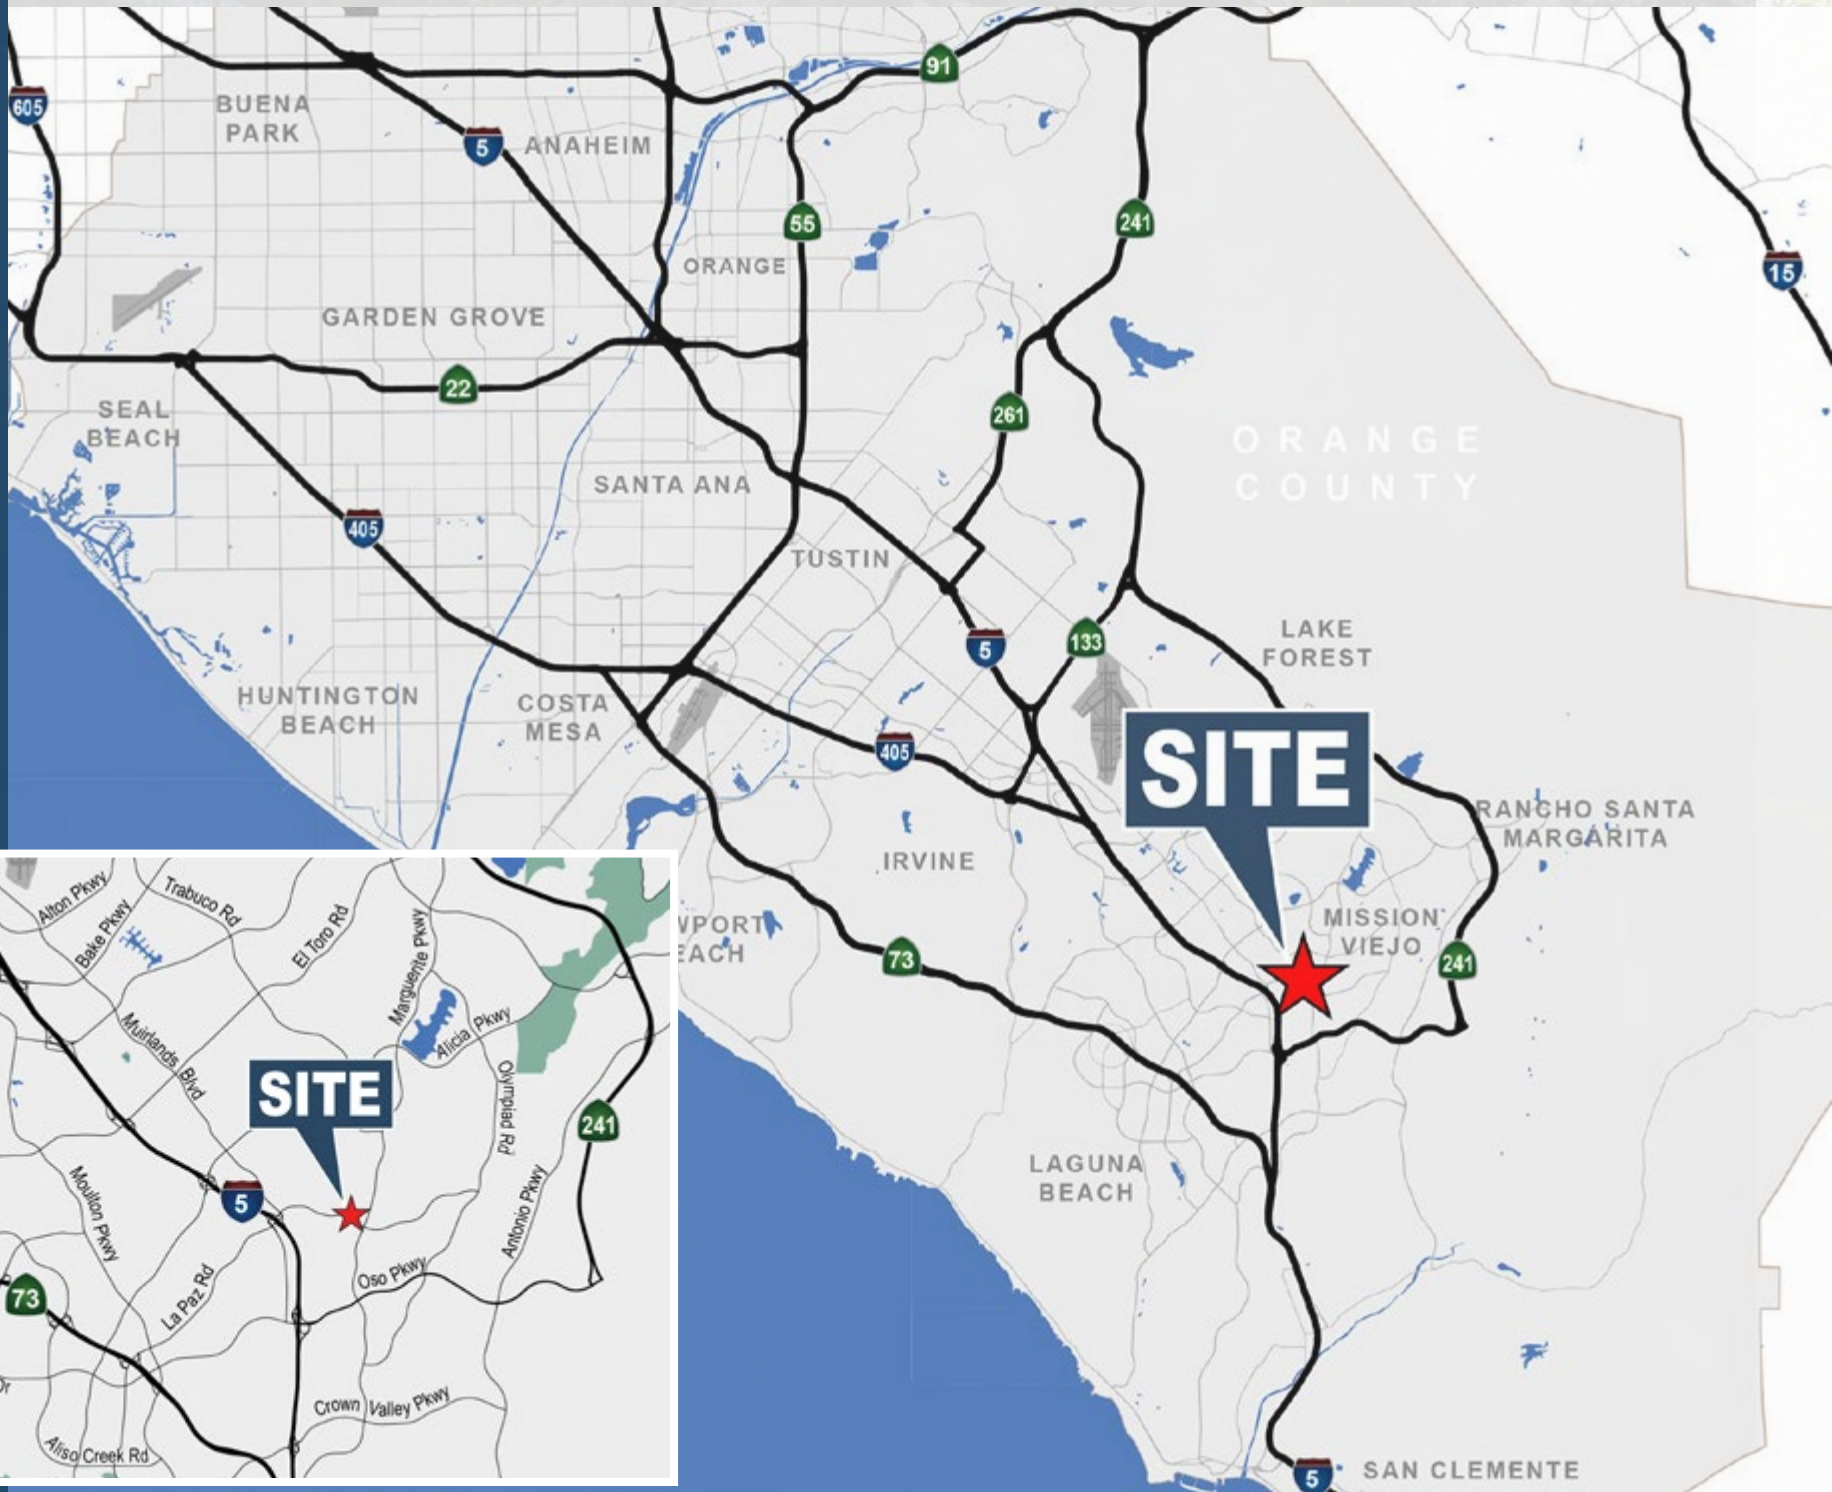 91
605
BUENA
PARK
5
ANAHEIM
55
241
ORANGE
15
GARDEN GROVE
22
261
SEAL
BEACH
ORANGE
COUNTY
SANTA ANA
405
TUSTIN
5
133
LAKE
FOREST
HUNTINGTON
BEACH
COSTA
MESA
405
SITE
RANCHO SANTA
MARGARITA
IRVINE
WPORT
EACH
MISSION
VIEJO
73
241
LAGUNA
BEACH
5
SAN CLEMENTE
Alton Pkwy
Trabuco Rd
Bake Pkwy
El Toro Rd
Marguerite Pkwy
Muirlands Blvd
Alicia Pkwy
SITE
Olympiad Rd
241
Moulton Pkwy
5
Antonio Pkwy
La Paz Rd
Oso Pkwy
73
Dr
Crown Valley Pkwy
Aliso Creek Rd